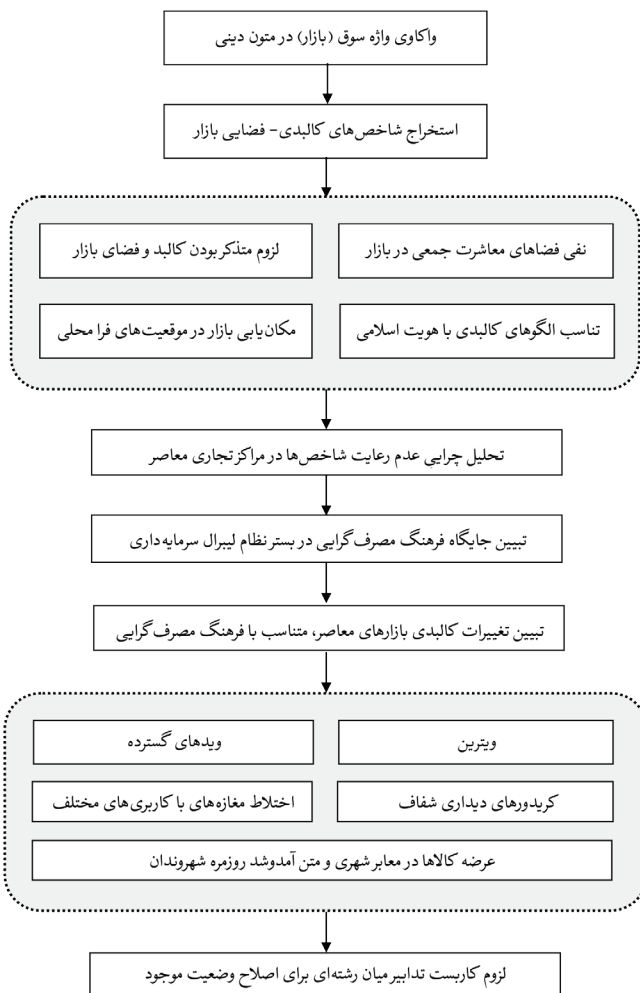 واکاوی واژه سوق (بازار) در متون دینی
استخراج شاخص‌های کالبدی- فضایی بازار
نفی فضاهای معاشرت جمعی در بازار
لزوم متذکر بودن کالبد و فضای بازار
تناسب الگوهای کالبدی با هویت اسلامی
مکان‌یابی بازار در موقعیت‌های فرا محلی
تحلیل چرایی عدم رعایت شاخص‌ها در مراکز تجاری معاصر
تبیین جایگاه فرهنگ مصرف‌گرایی در بستر نظام لیبرال سرمایه‌داری
تبیین تغییرات کالبدی بازارهای معاصر، متناسب با فرهنگ مصرف‌گرایی
ویترین
ویدهای گسترده
کریدورهای دیداری شفاف
اختلاط مغازه‌های با کاربری‌های مختلف
عرضه کالاها در معابر شهری و متن آمدوشد روزمره شهروندان
لزوم کاربست تدابیر میان رشته‌ای برای اصلاح وضعیت موجود